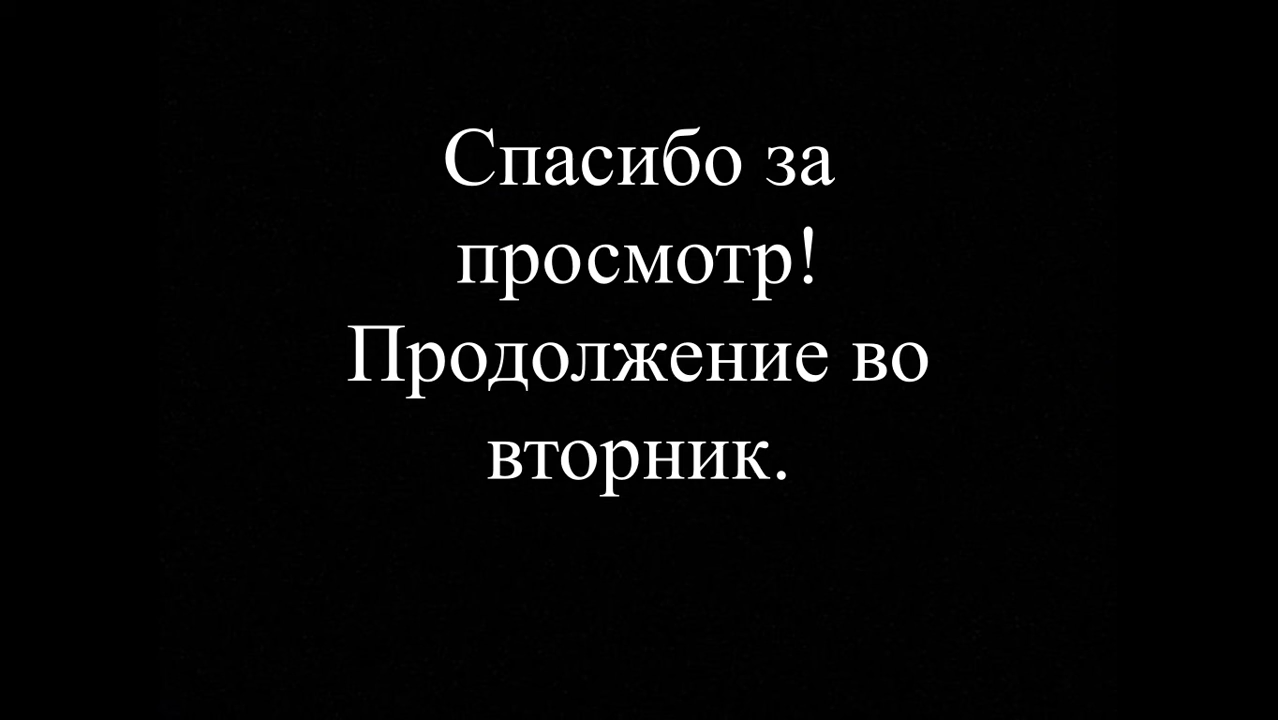 Спасибо за
просмотр!
Продолжение во
вторник.